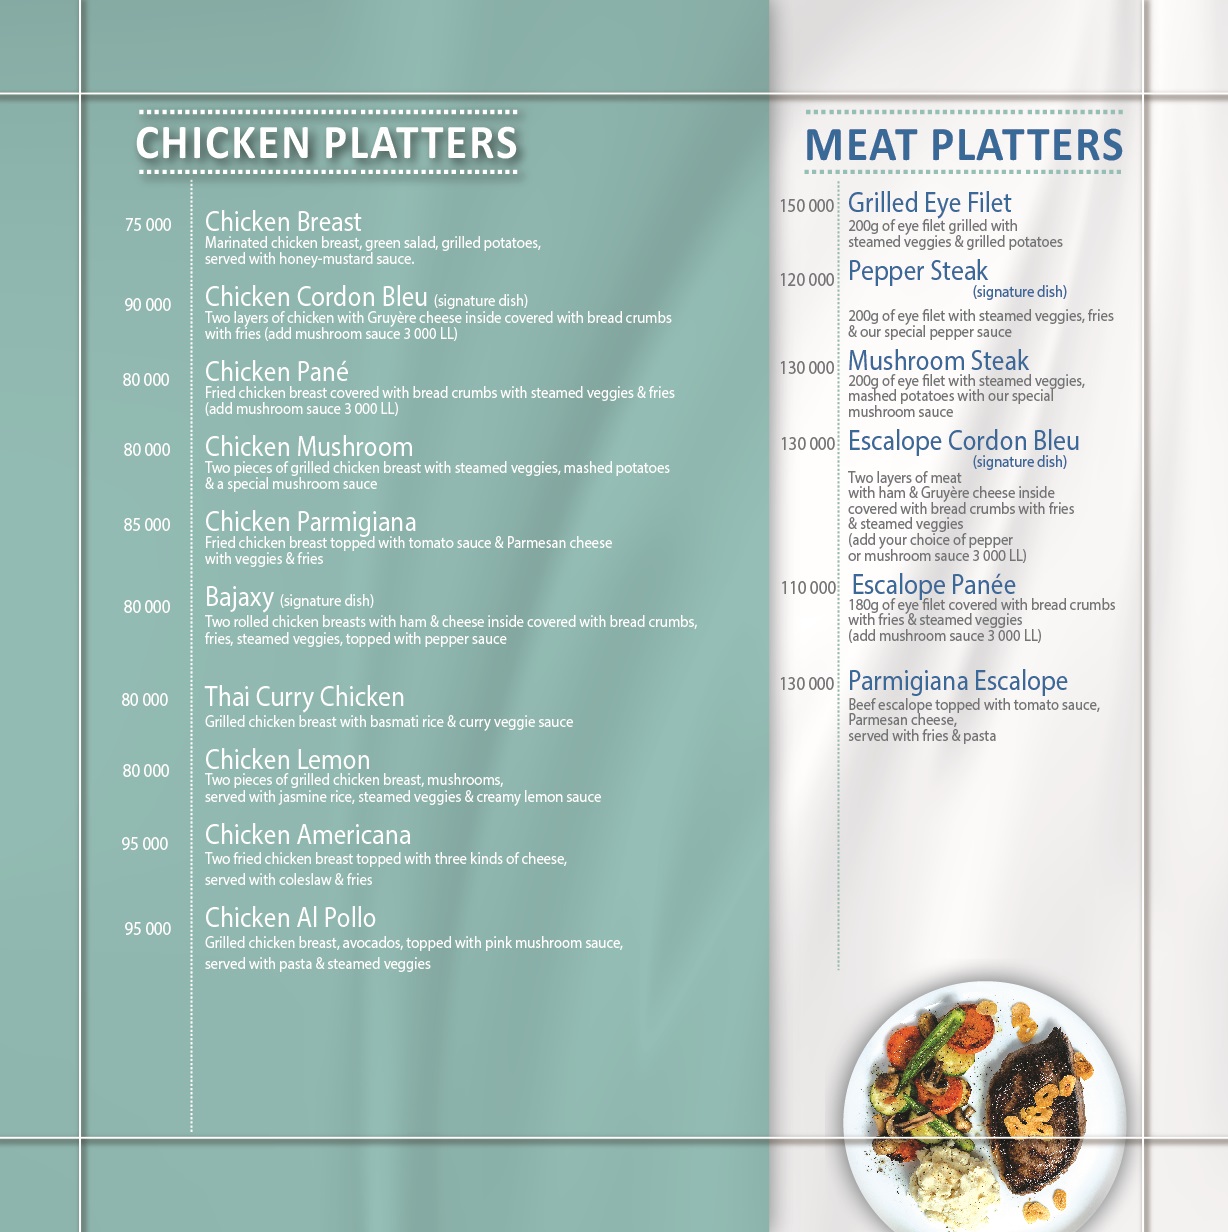 CHICKEN PLATTERS
75 000 Chicken Breast
Marinated chicken breast, green salad, grilled potatoes,
served with honey-mustard sauce.
90 000 Chicken Cordon Bleu (signature dish)
Two layers of chicken with Gruyère cheese inside covered with bread crumbs
with fries (add mushroom sauce 3 000 LL)
80 000 Chicken Pané
Fried chicken breast covered with bread crumbs with steamed veggies & fries
(add mushroom sauce 3 000 LL)
80 000 Chicken Mushroom
Two pieces of grilled chicken breast with steamed veggies, mashed potatoes
& a special mushroom sauce
85 000 Chicken Parmigiana
Fried chicken breast topped with tomato sauce & Parmesan cheese
with veggies & fries
80 000 Bajaxy (signature dish)
Two rolled chicken breasts with ham & cheese inside covered with bread crumbs,
fries, steamed veggies, topped with pepper sauce
80 000 Thai Curry Chicken
Grilled chicken breast with basmati rice & curry veggie sauce
80 000 Chicken Lemon
Two pieces of grilled chicken breast, mushrooms,
served with jasmine rice, steamed veggies & creamy lemon sauce
95 000 Chicken Americana
Two fried chicken breast topped with three kinds of cheese,
served with coleslaw & fries
95 000 Chicken Al Pollo
Grilled chicken breast, avocados, topped with pink mushroom sauce,
served with pasta & steamed veggies
MEAT PLATTERS
150 000 Grilled Eye Filet
200g of eye filet grilled with
steamed veggies & grilled potatoes
120 000 Pepper Steak
(signature dish)
200g of eye filet with steamed veggies, fries
& our special pepper sauce
130 000 Mushroom Steak
200g of eye filet with steamed veggies,
mashed potatoes with our special
mushroom sauce
130 000 Escalope Cordon Bleu
(signature dish)
Two layers of meat
with ham & Gruyère cheese inside
covered with bread crumbs with fries
& steamed veggies
(add your choice of pepper
or mushroom sauce 3 000 LL)
110 000 Escalope Panée
180g of eye filet covered with bread crumbs
with fries & steamed veggies
(add mushroom sauce 3 000 LL)
130 000 Parmigiana Escalope
Beef escalope topped with tomato sauce,
Parmesan cheese,
served with fries & pasta